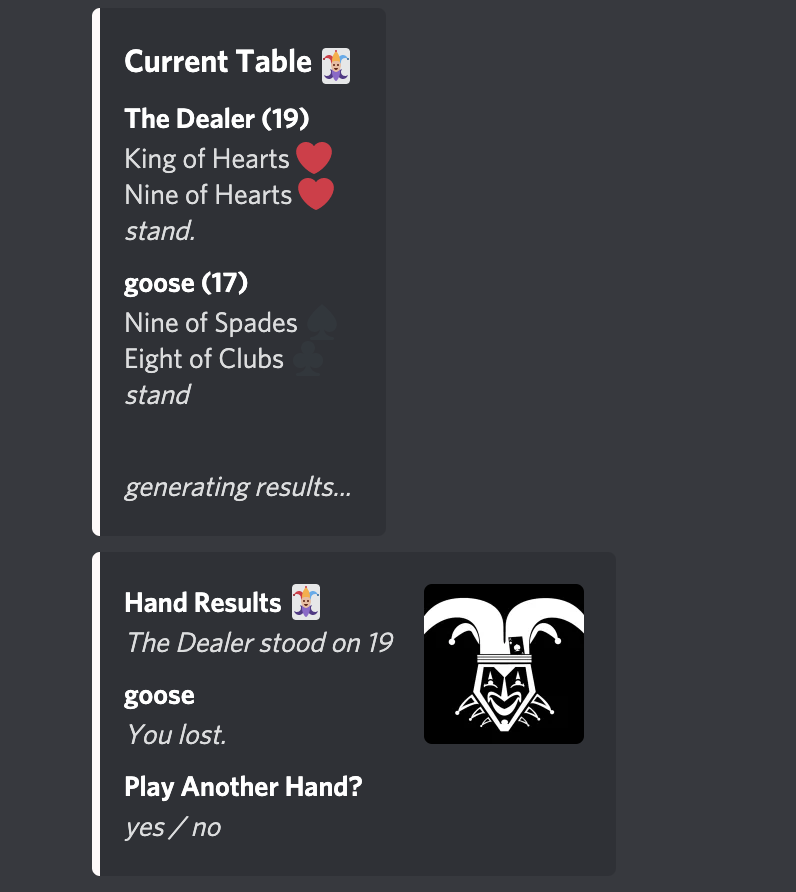 Current Table 🃏
The Dealer (19)
King of Hearts ❤️
Nine of Hearts ❤️
stand.
goose (17)
Nine of Spades ♠️
Eight of Clubs ♣️
stand
generating results...
Hand Results 🃏
The Dealer stood on 19
goose
You lost.
Play Another Hand?
yes / no